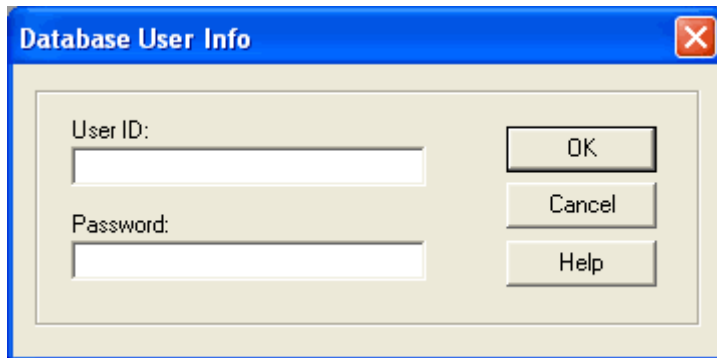 Database User Info
User ID:
OK
Cancel
Password:
Help